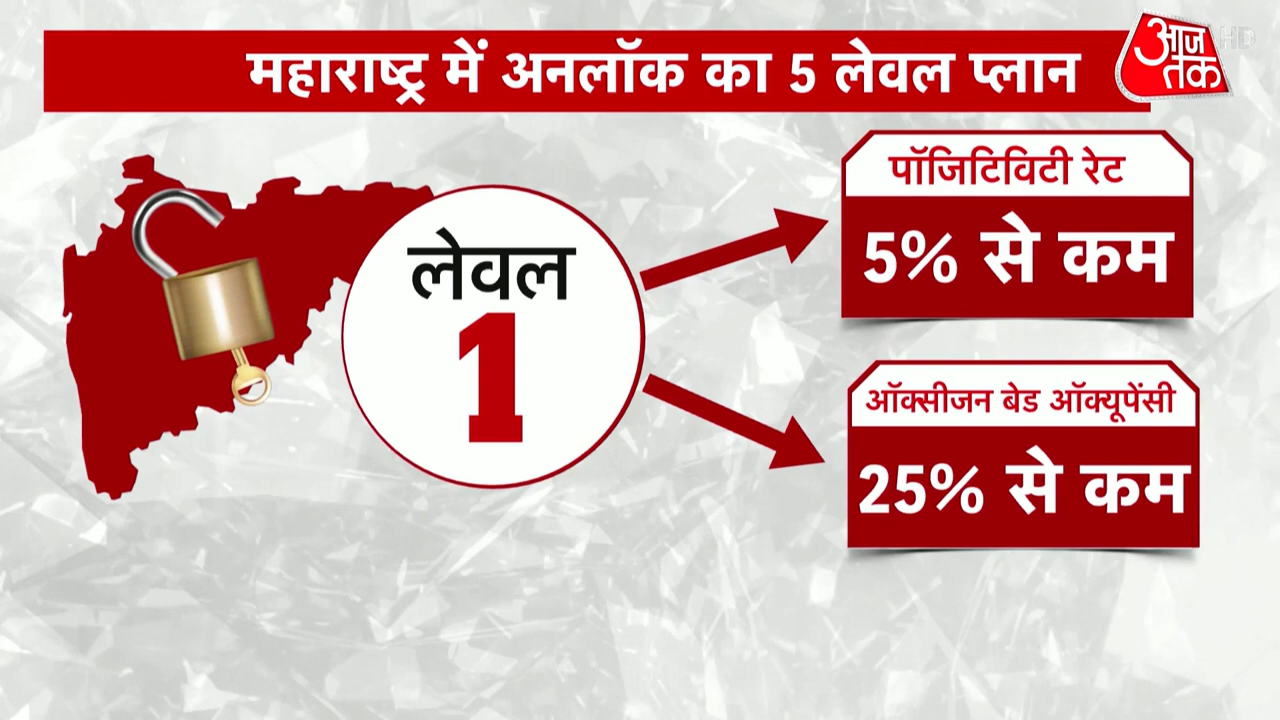 महाराष्ट्र में अनलॉक का 5 लेवल प्लान
आज
तक
HD
लेवल
1
पॉजिटिविटी रेट
5% से कम
ऑक्सीजन बेड ऑक्यूपेंसी
25% से कम